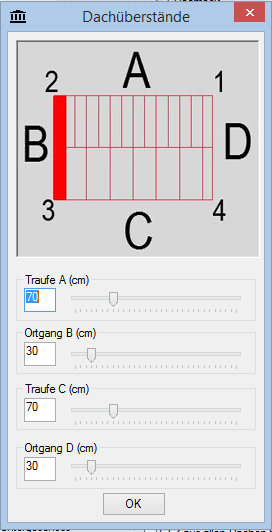 Dachüberstände
A
2
1
B
D
3
4
C
Traufe A (cm)
70
Ortgang B (cm)
30
Traufe C (cm)
70
Ortgang D (cm)
30
OK